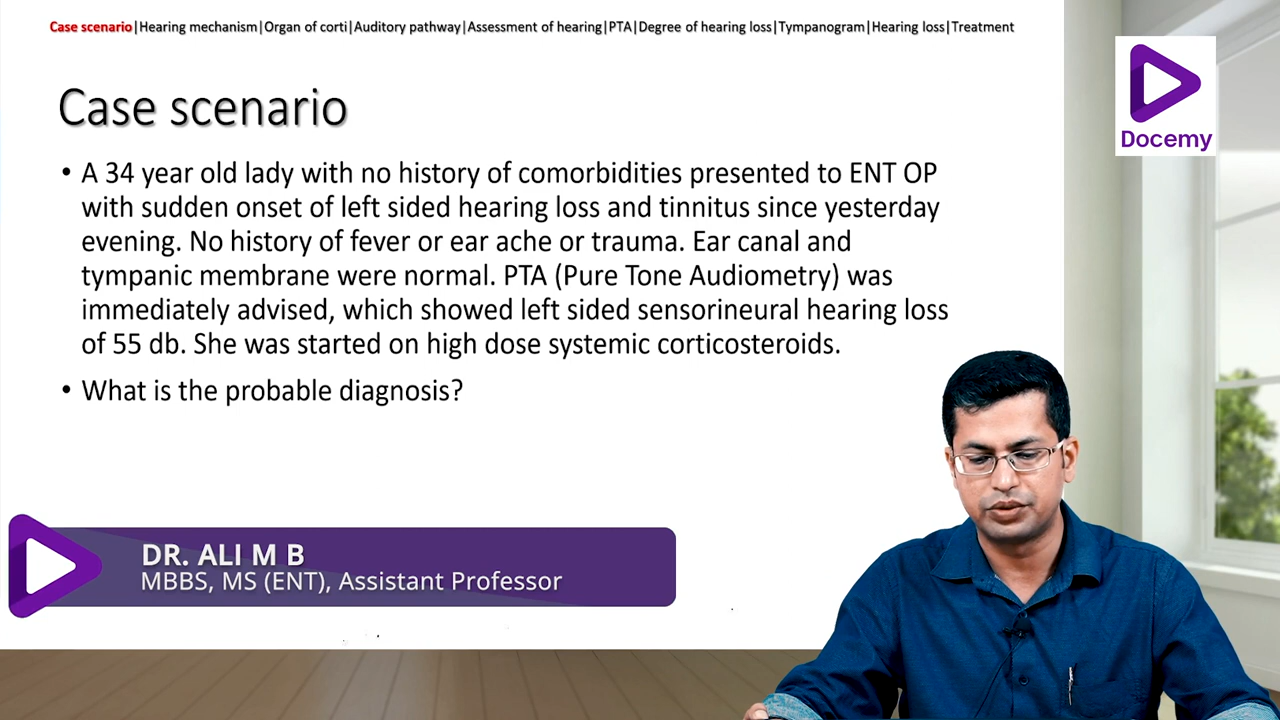 Case scenario|Hearing mechanism|Organ of corti|Auditory pathway|Assessment of hearing|PTA|Degree of hearing loss|Tympanogram|Hearing loss|Treatment
Docemy
Case scenario
• A 34 year old lady with no history of comorbidities presented to ENT OP
with sudden onset of left sided hearing loss and tinnitus since yesterday
evening. No history of fever or ear ache or trauma. Ear canal and
tympanic membrane were normal. PTA (Pure Tone Audiometry) was
immediately advised, which showed left sided sensorineural hearing loss
of 55 db. She was started on high dose systemic corticosteroids.
• What is the probable diagnosis?
DR. ALI M B
MBBS, MS (ENT), Assistant Professor